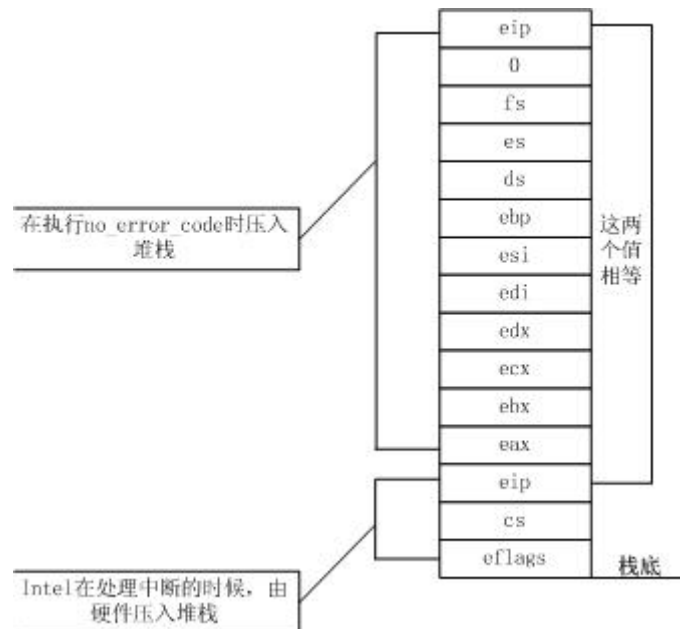 eip
0
fs
es
ds
ebp
esi
edi
edx
ecx
ebx
eax
eip
cs
eflags
在执行no_error_code时压入
堆栈
这两
个值
相等
Intel在处理中断的时候，由
硬件压入堆栈
栈底